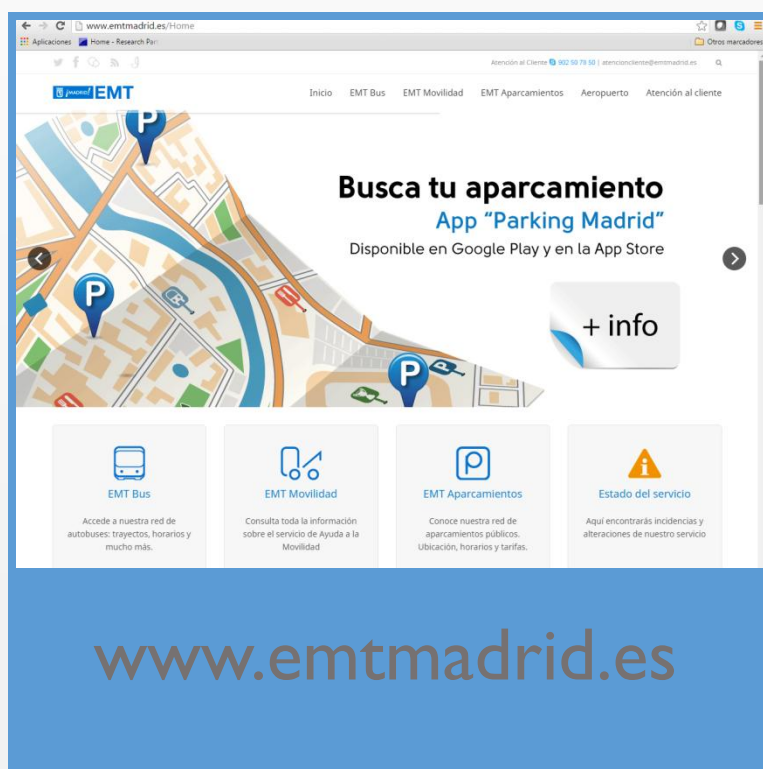 www.emtmadrid.es/Home
Aplicaciones Home - Research Par
Otros marcadores
Atención al Cliente 902 50 78 50 | atencioncliente@emtmadrid.es
¡MADRID! EMT
Inicio EMT Bus EMT Movilidad EMT Aparcamientos Aeropuerto Atención al cliente
Busca tu aparcamiento
App “Parking Madrid”
Disponible en Google Play y en la App Store
+ info
P
P
P
EMT Bus
Accede a nuestra red de
autobuses: trayectos, horarios y
mucho más.
EMT Movilidad
Consulta toda la información
sobre el servicio de Ayuda a la
Movilidad
P
EMT Aparcamientos
Conoce nuestra red de
aparcamientos públicos.
Ubicación, horarios y tarifas.
Estado del servicio
Aquí encontrarás incidencias y
alteraciones de nuestro servicio
www.emtmadrid.es